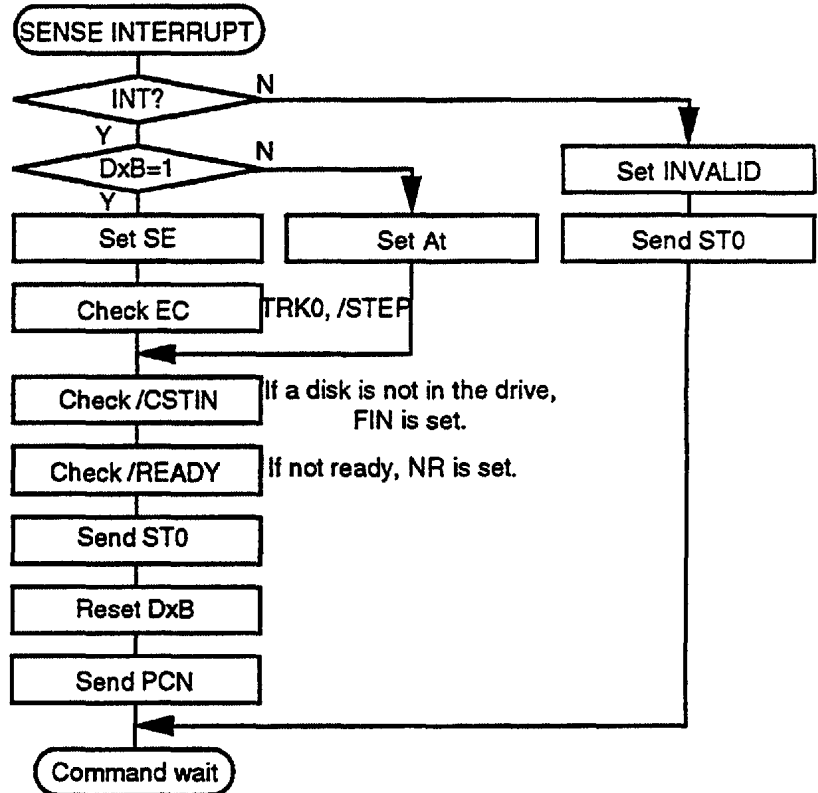 SENSE INTERRUPT
INT?
N
Y
DxB=1
N
Y
Set INVALID
Set SE
Set At
Send ST0
Check EC
TRK0, /STEP
Check /CSTIN
If a disk is not in the drive,
FIN is set.
Check /READY
If not ready, NR is set.
Send ST0
Reset DxB
Send PCN
Command wait